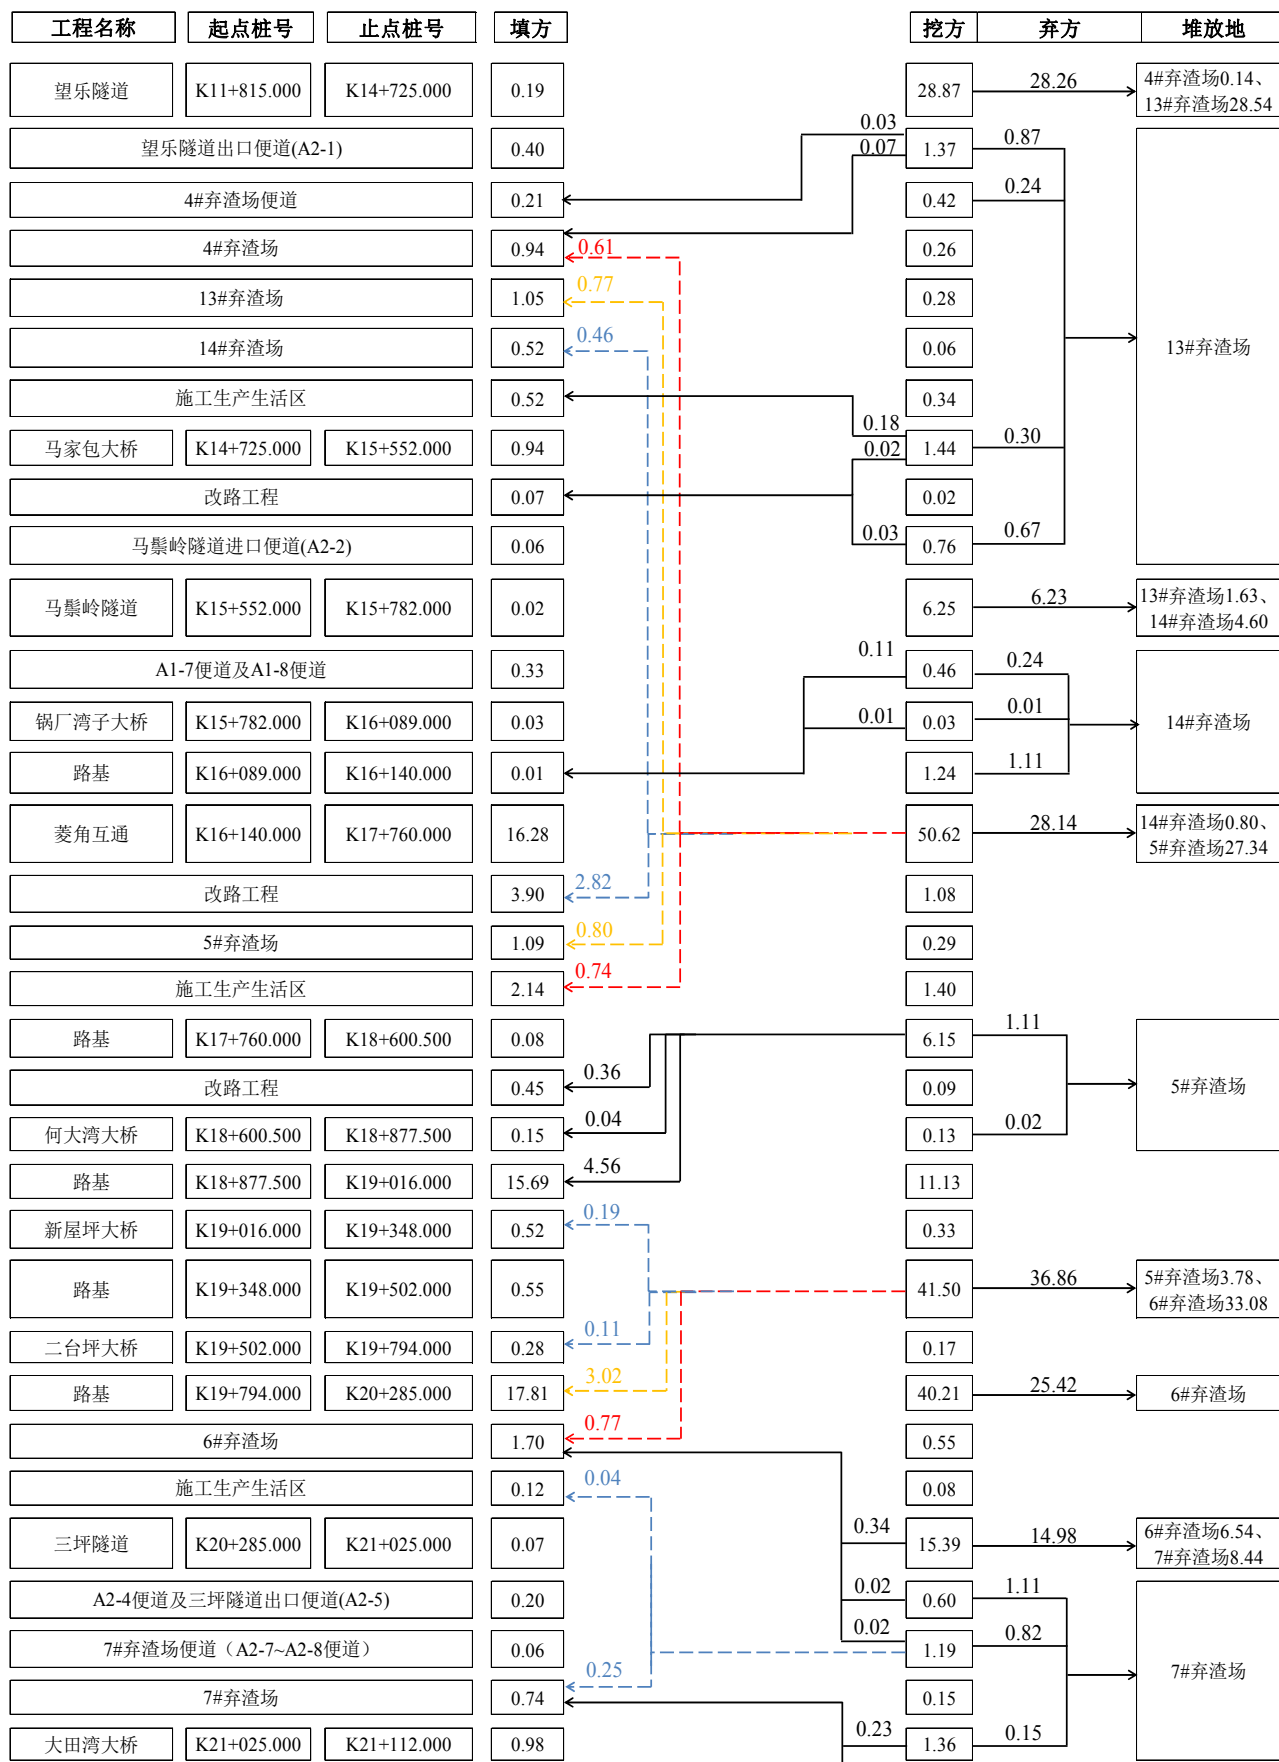 工程名称 起点桩号 止点桩号 填方 挖方 弃方 堆放地
望乐隧道 K11+815.000 K14+725.000 0.19 28.87 28.26 4#弃渣场0.14、
13#弃渣场28.54
0.03
望乐隧道出口便道(A2-1) 0.40 0.07 1.37 0.87
4#弃渣场便道 0.21 0.42 0.24
4#弃渣场 0.94 0.61 0.26
13#弃渣场 1.05 0.77 0.28
14#弃渣场 0.52 0.46 0.06 13#弃渣场
施工生产生活区 0.52 0.34
0.18
马家包大桥 K14+725.000 K15+552.000 0.94 0.02 1.44 0.30
改路工程 0.07 0.02
马鬃岭隧道进口便道(A2-2) 0.06 0.03 0.76 0.67
马鬃岭隧道 K15+552.000 K15+782.000 0.02 6.25 6.23 13#弃渣场1.63、
14#弃渣场4.60
A1-7便道及A1-8便道 0.33 0.11 0.46 0.24
锅厂湾子大桥 K15+782.000 K16+089.000 0.03 0.01 0.03 0.01 14#弃渣场
路基 K16+089.000 K16+140.000 0.01 1.24 1.11
菱角互通 K16+140.000 K17+760.000 16.28 50.62 28.14 14#弃渣场0.80、
5#弃渣场27.34
改路工程 3.90 2.82 1.08
5#弃渣场 1.09 0.80 0.29
施工生产生活区 2.14 0.74 1.40
路基 K17+760.000 K18+600.500 0.08 6.15 1.11
改路工程 0.45 0.36 0.09 5#弃渣场
何大湾大桥 K18+600.500 K18+877.500 0.15 0.04 0.13 0.02
路基 K18+877.500 K19+016.000 15.69 4.56 11.13
新屋坪大桥 K19+016.000 K19+348.000 0.52 0.19 0.33
路基 K19+348.000 K19+502.000 0.55 41.50 36.86 5#弃渣场3.78、
6#弃渣场33.08
二台坪大桥 K19+502.000 K19+794.000 0.28 0.11 0.17
路基 K19+794.000 K20+285.000 17.81 3.02 40.21 25.42 6#弃渣场
6#弃渣场 1.70 0.77 0.55
施工生产生活区 0.12 0.04 0.08
三坪隧道 K20+285.000 K21+025.000 0.07 0.34 15.39 14.98 6#弃渣场6.54、
7#弃渣场8.44
A2-4便道及三坪隧道出口便道(A2-5) 0.20 0.02 0.60 1.11
7#弃渣场便道（A2-7~A2-8便道） 0.06 0.02 1.19 0.82
7#弃渣场 0.74 0.25 0.15 7#弃渣场
大田湾大桥 K21+025.000 K21+112.000 0.98 0.23 1.36 0.15